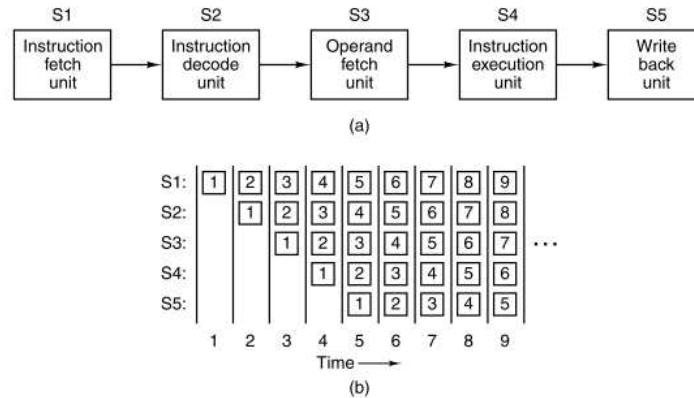 S1 S2 S3 S4 S5
Instruction fetch unit
Instruction decode unit
Operand fetch unit
Instruction execution unit
Write back unit
(a)
S1: 1 2 3 4 5 6 7 8 9
S2: 1 2 3 4 5 6 7 8
S3: 1 2 3 4 5 6 7 ...
S4: 1 2 3 4 5 6
S5: 1 2 3 4 5
1 2 3 4 5 6 7 8 9
Time
(b)